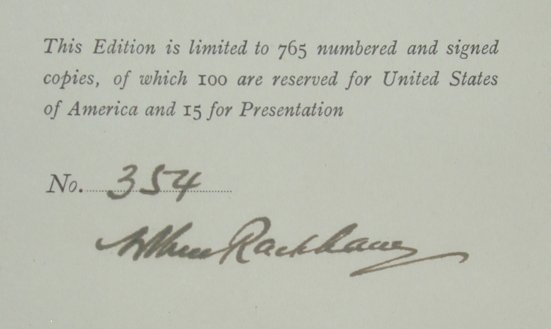 This Edition is limited to 765 numbered and signed
copies, of which 100 are reserved for United States
of America and 15 for Presentation
No. 354
Arthur Rackham